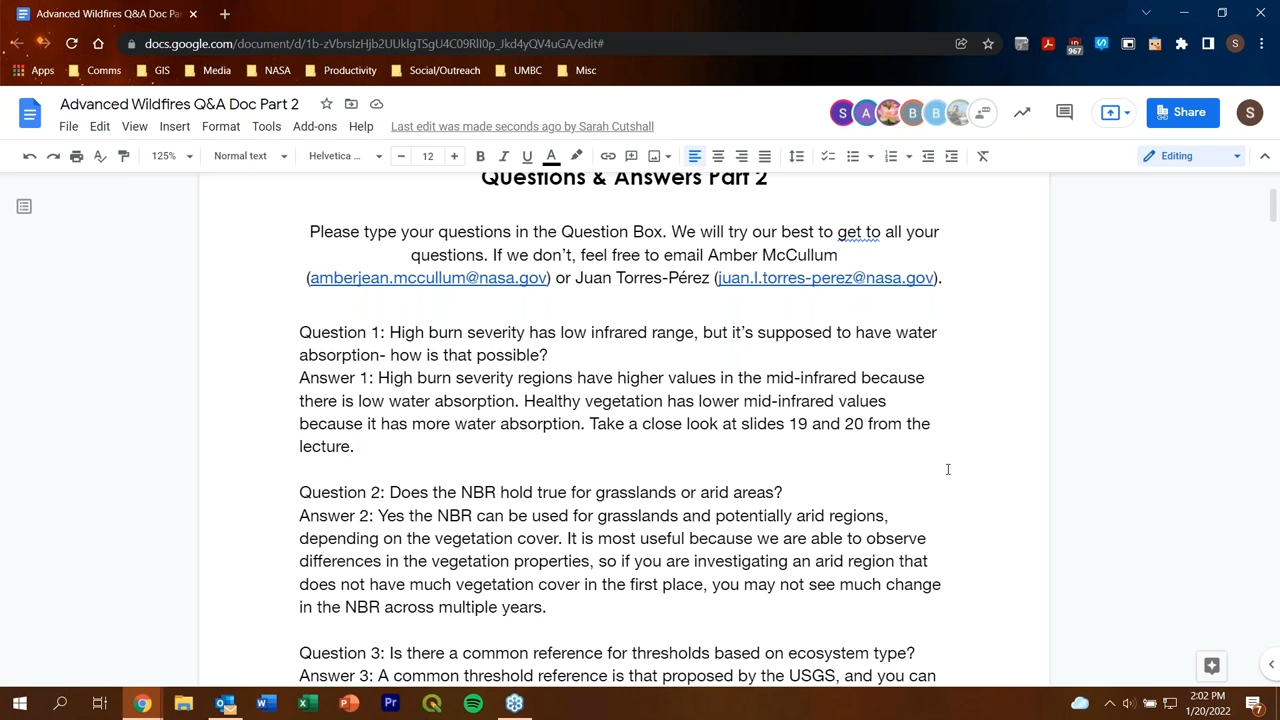 Advanced Wildfires Q&A Doc Pa
docs.google.com/document/d/1b-zVbrsIzHjb2UUklgTSgU4C09RlI0p_Jkd4yQV4uGA/edit#
967
S
Apps Comms GIS Media NASA Productivity Social/Outreach UMBC Misc
Advanced Wildfires Q&A Doc Part 2
S A B B Share S
File Edit View Insert Format Tools Add-ons Help Last edit was made seconds ago by Sarah Cutshall
125% Normal text Helvetica ... 12 B I U A Editing
Questions & Answers Part 2
Please type your questions in the Question Box. We will try our best to get to all your
questions. If we don’t, feel free to email Amber McCullum
(amberjean.mccullum@nasa.gov) or Juan Torres-Pérez (juan.l.torres-perez@nasa.gov).
Question 1: High burn severity has low infrared range, but it’s supposed to have water
absorption- how is that possible?
Answer 1: High burn severity regions have higher values in the mid-infrared because
there is low water absorption. Healthy vegetation has lower mid-infrared values
because it has more water absorption. Take a close look at slides 19 and 20 from the
lecture.
Question 2: Does the NBR hold true for grasslands or arid areas?
Answer 2: Yes the NBR can be used for grasslands and potentially arid regions,
depending on the vegetation cover. It is most useful because we are able to observe
differences in the vegetation properties, so if you are investigating an arid region that
does not have much vegetation cover in the first place, you may not see much change
in the NBR across multiple years.
Question 3: Is there a common reference for thresholds based on ecosystem type?
Answer 3: A common threshold reference is that proposed by the USGS, and you can
2:02 PM
1/20/2022
7